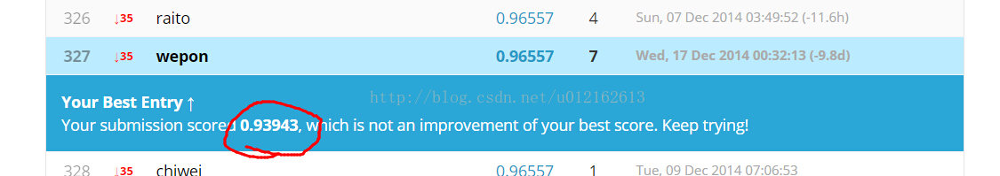 326 ↓35 raito 0.96557 4 Sun, 07 Dec 2014 03:49:52 (-11.6h)
327 ↓35 wepon 0.96557 7 Wed, 17 Dec 2014 00:32:13 (-9.8d)
Your Best Entry ↑
http://blog.csdn.net/u012162613
Your submission scored 0.93943, which is not an improvement of your best score. Keep trying!
328 ↓35 chiwei 0.96557 1 Tue, 09 Dec 2014 07:06:53